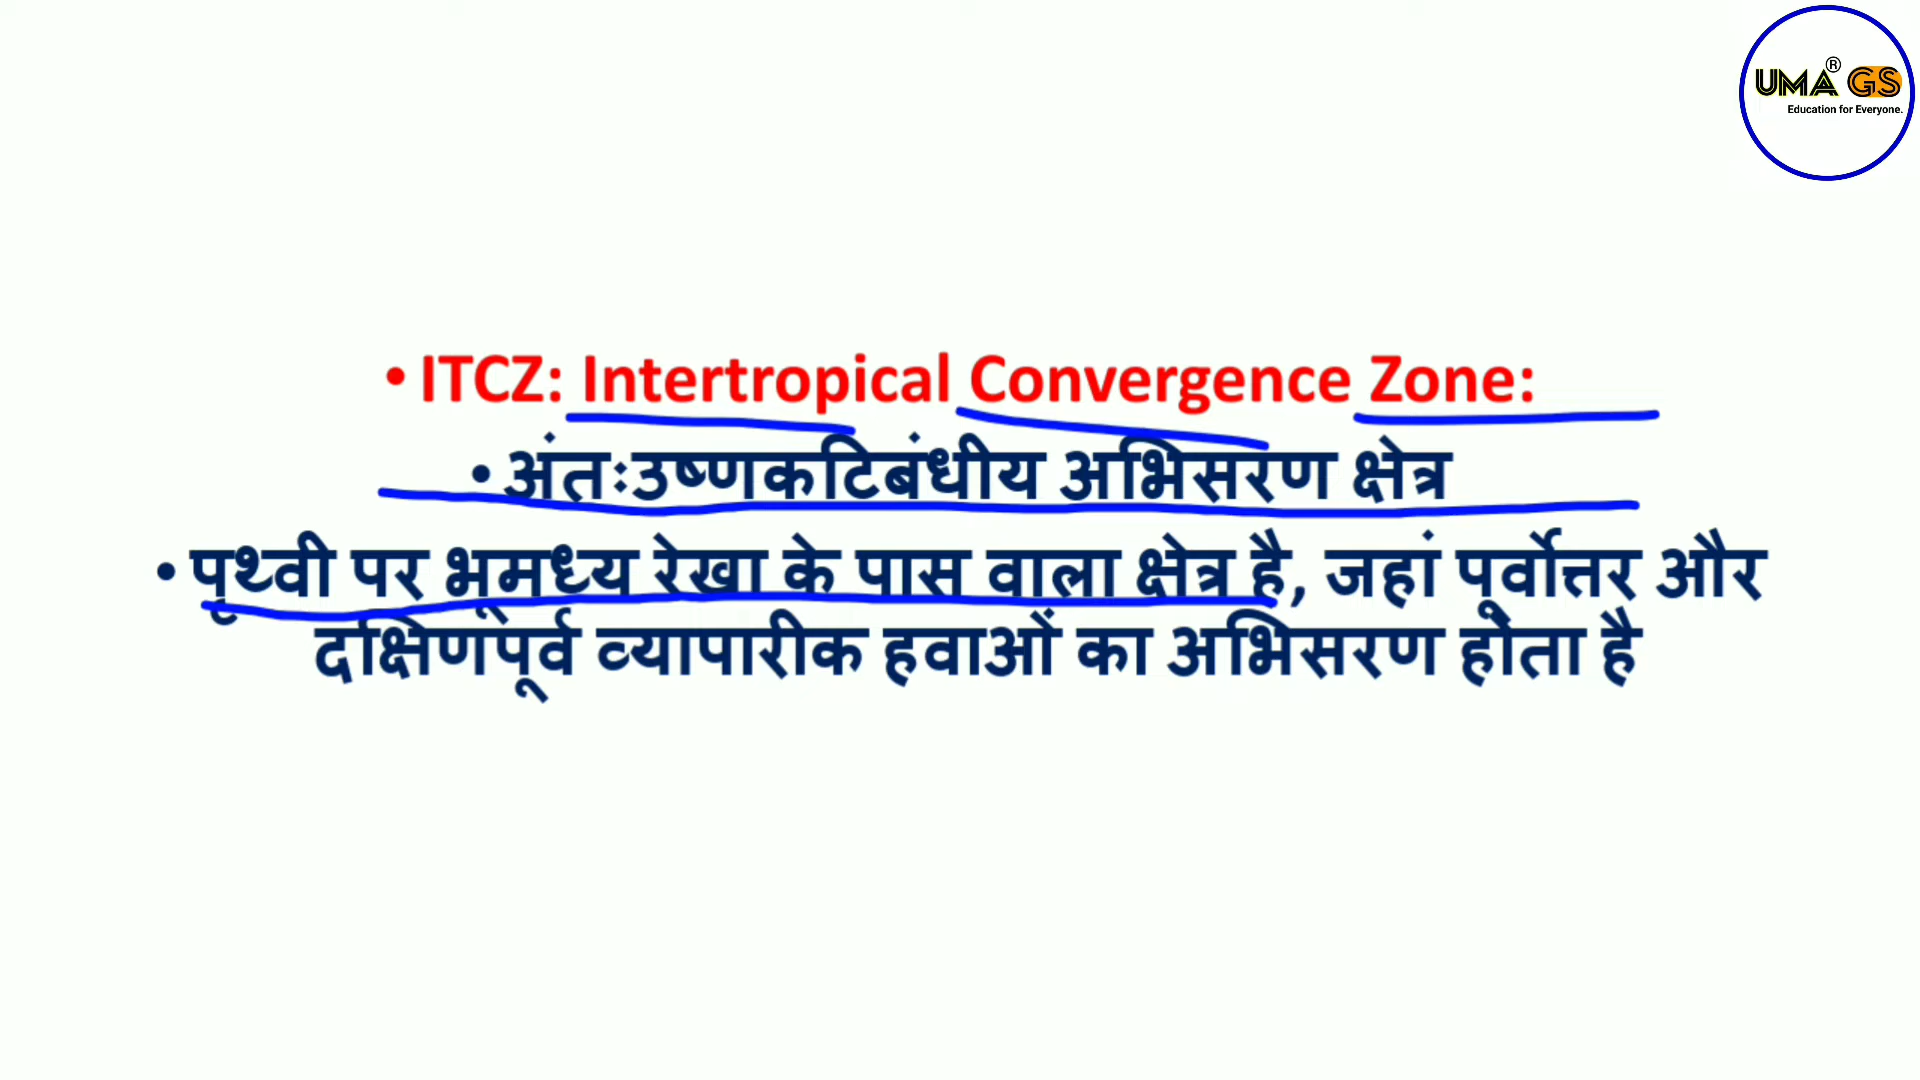 UMA® GS
Education for Everyone.
• ITCZ: Intertropical Convergence Zone:
• अंतःउष्णकटिबंधीय अभिसरण क्षेत्र
• पृथ्वी पर भूमध्य रेखा के पास वाला क्षेत्र है, जहां पूर्वोत्तर और
दक्षिणपूर्व व्यापारीक हवाओं का अभिसरण होता है